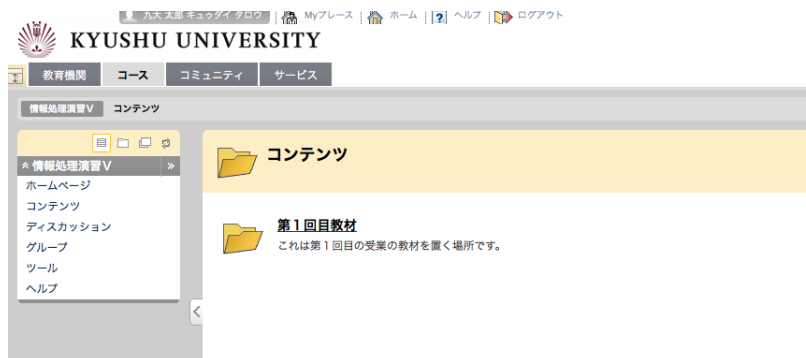 九大 太郎 キュウダイ タロウ Myプレース ホーム ? ヘルプ ログアウト
KYUSHU UNIVERSITY
教育機関 コース コミュニティ サービス
情報処理演習Ⅴ コンテンツ
情報処理演習Ⅴ
ホームページ
コンテンツ
ディスカッション
グループ
ツール
ヘルプ
コンテンツ
第1回目教材
これは第1回目の授業の教材を置く場所です。